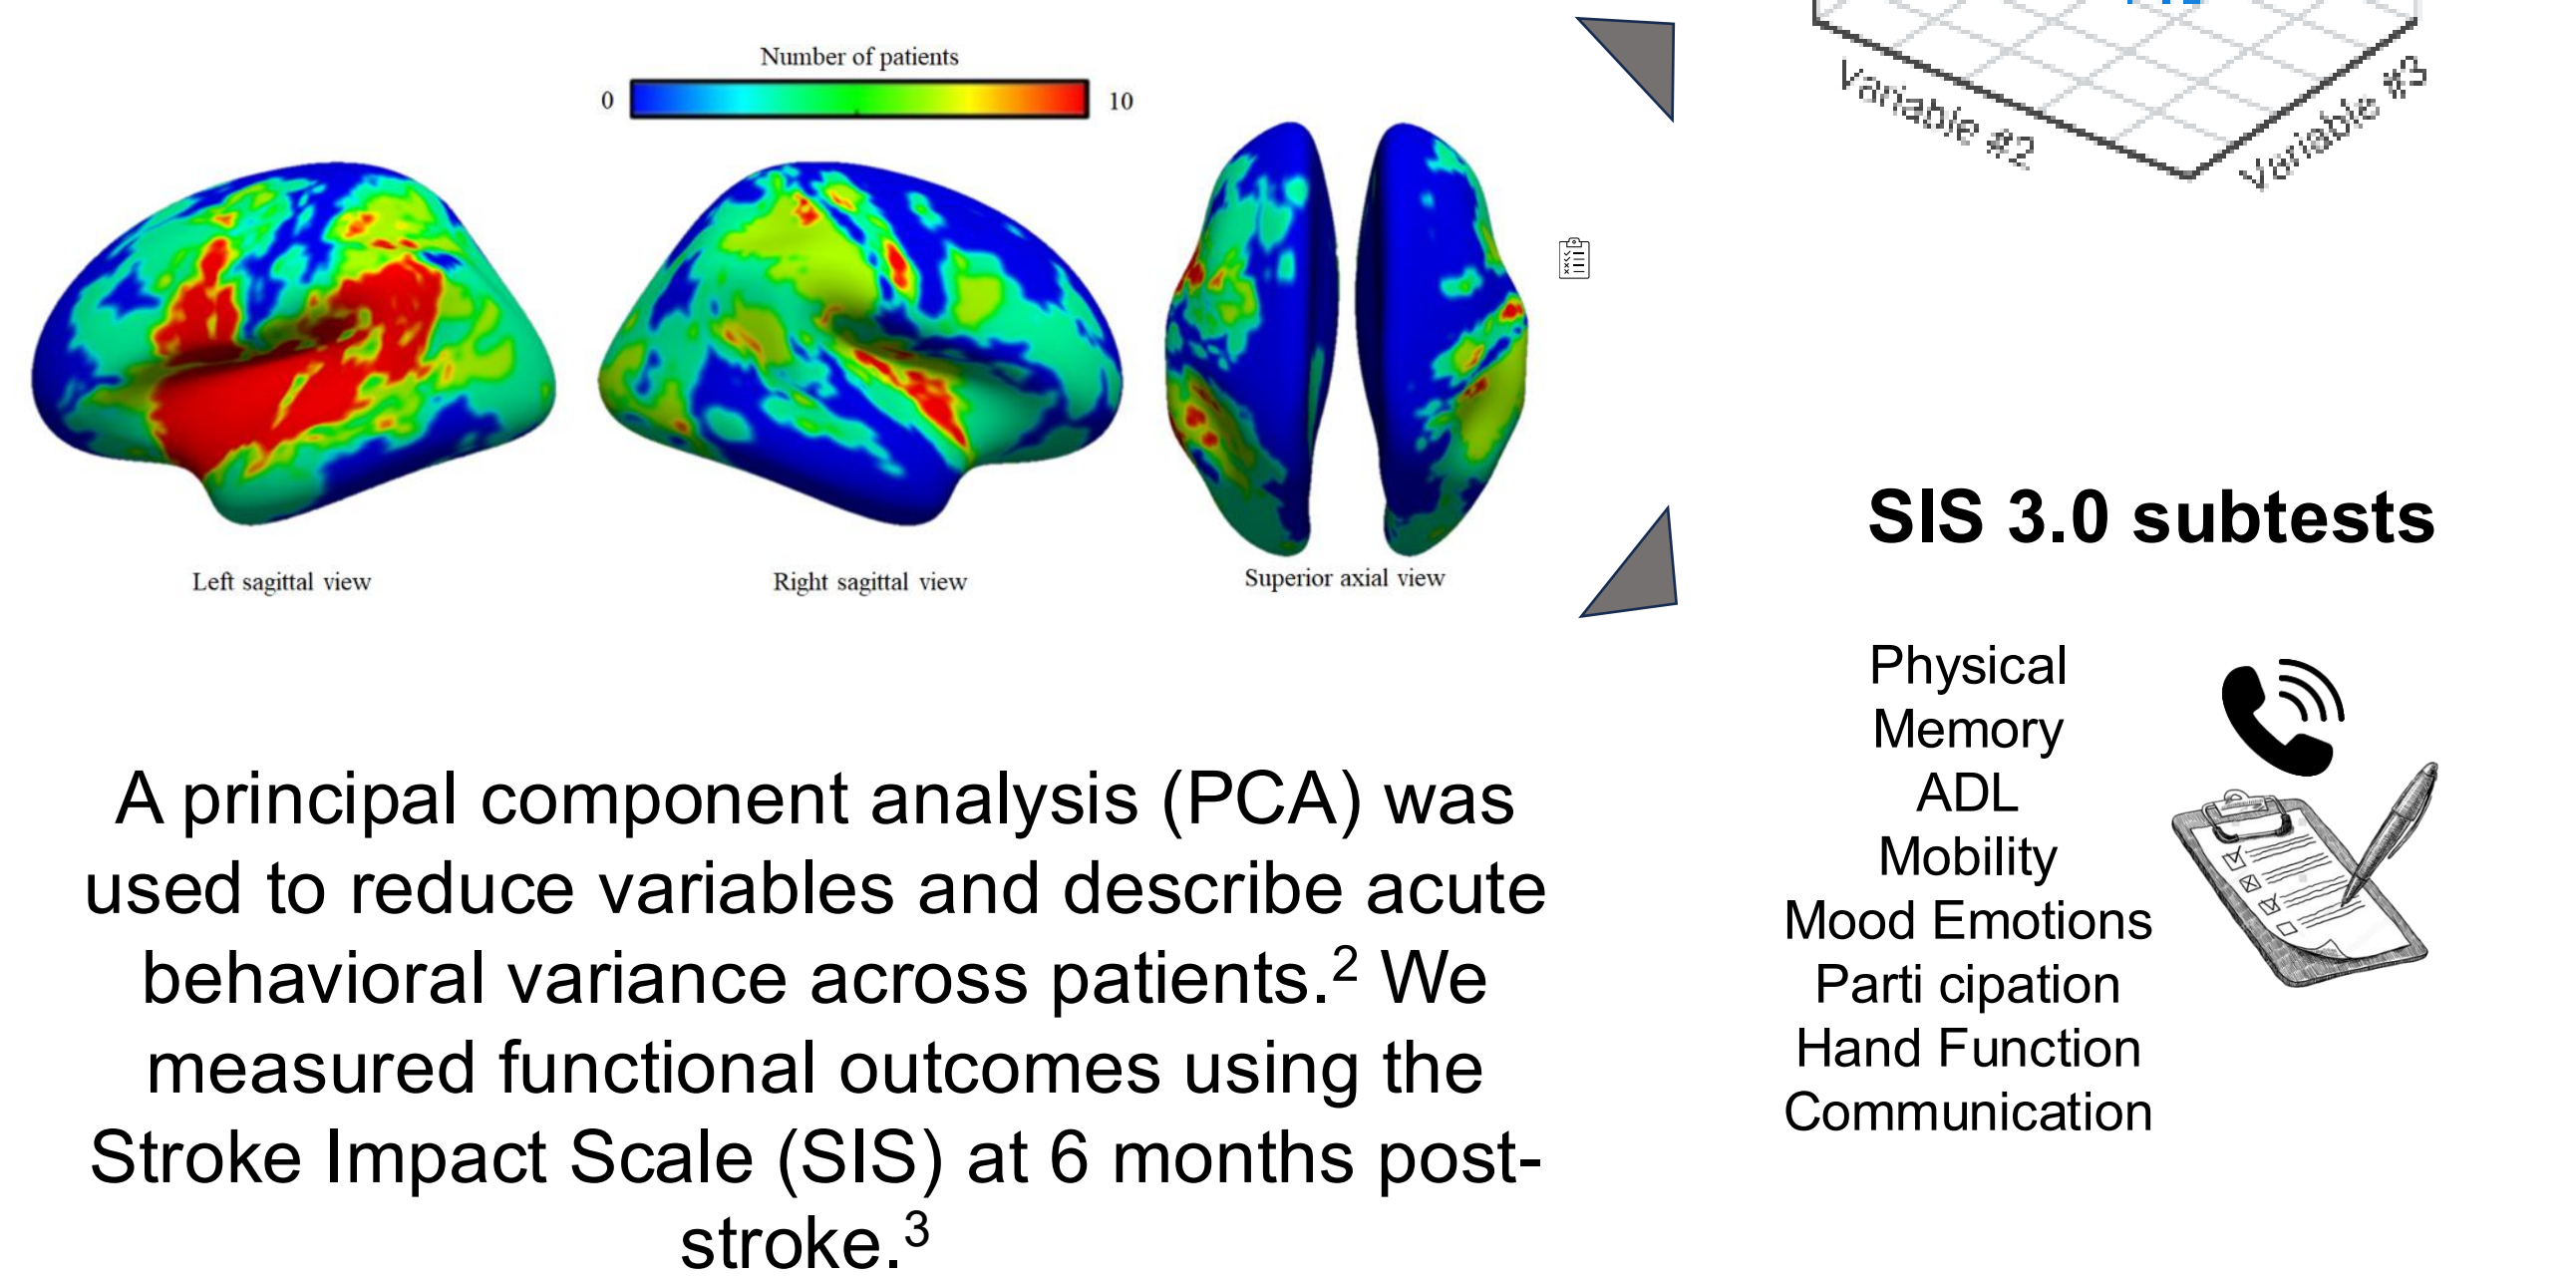 Number of patients
0 10
Left sagittal view
Right sagittal view
Superior axial view
A principal component analysis (PCA) was
used to reduce variables and describe acute
behavioral variance across patients.² We
measured functional outcomes using the
Stroke Impact Scale (SIS) at 6 months post-
stroke.³
Variable #2
Variable #3
SIS 3.0 subtests
Physical
Memory
ADL
Mobility
Mood Emotions
Parti cipation
Hand Function
Communication